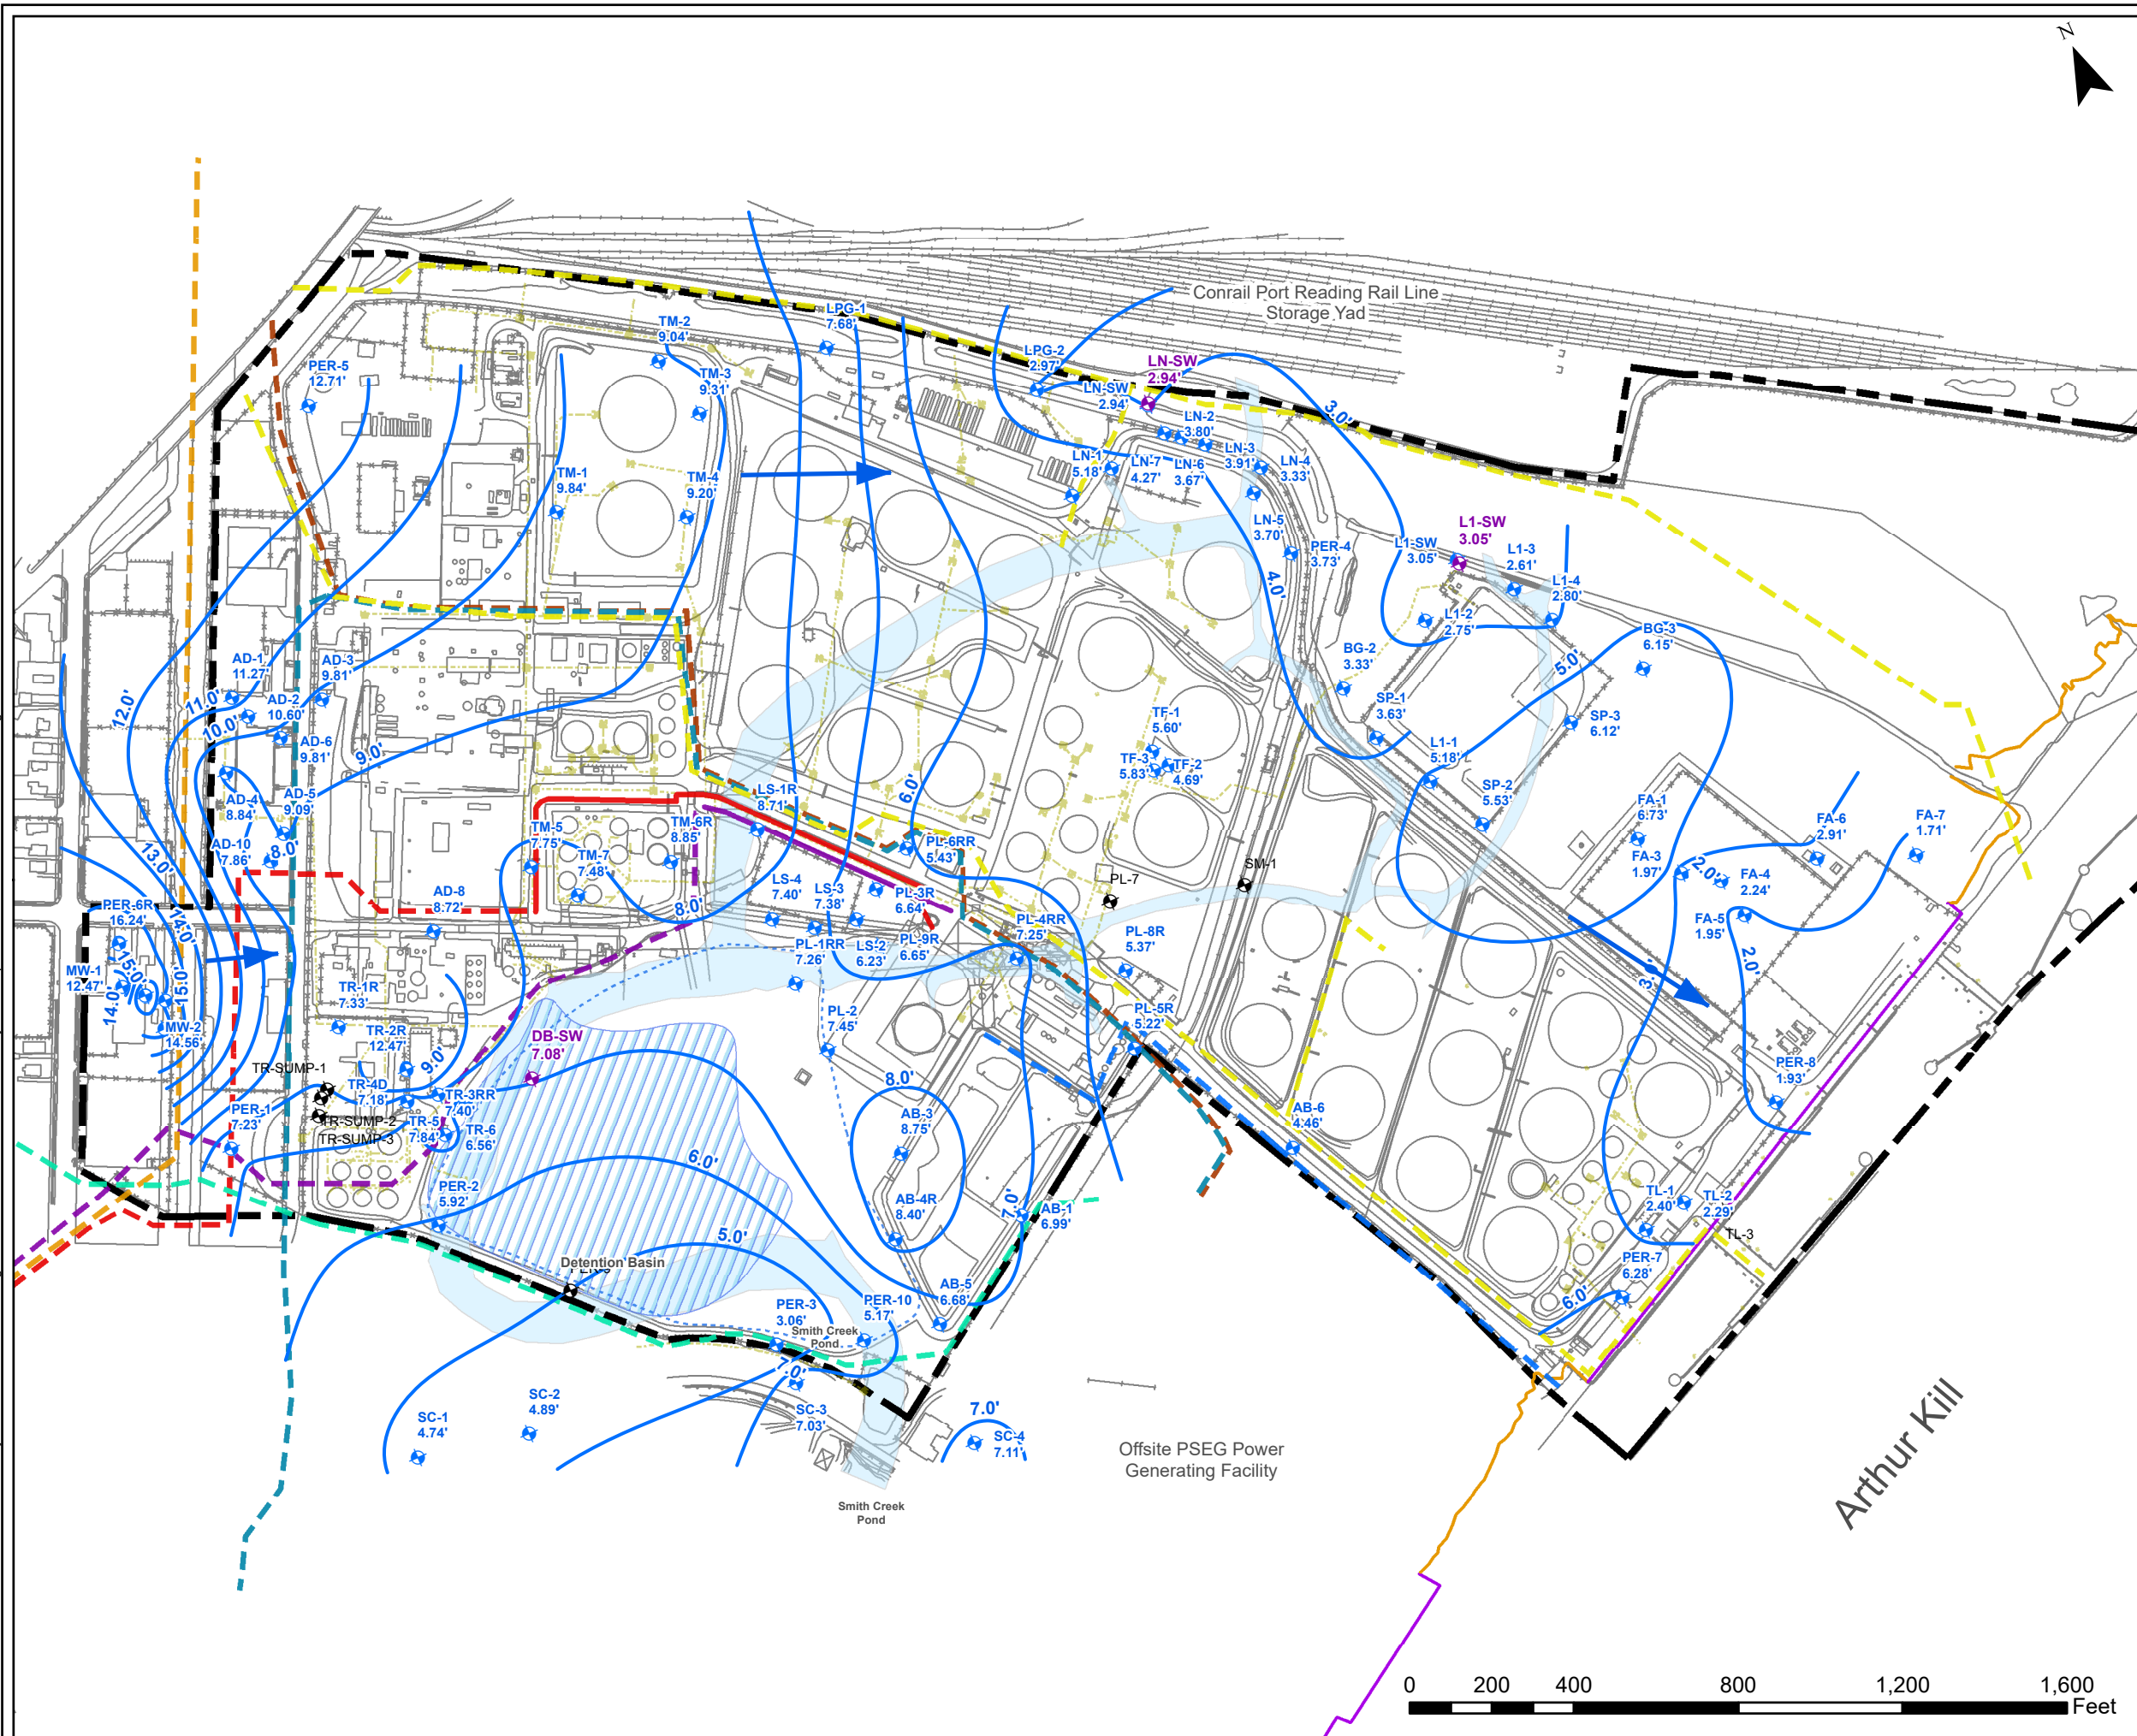 N
Conrail Port Reading Rail Line
Storage Yad
LPG-1
7.68'
TM-2
9.04'
PER-5
12.71'
TM-3
9.31'
LPG-2
2.97'
LN-SW
2.94'
LN-SW
2.94'
3.0'
LN-2
3.80'
LN-3
3.91'
LN-1
5.18'
LN-7
4.27'
LN-6
3.67'
LN-4
3.33'
TM-1
9.84'
TM-4
9.20'
LN-5
3.70'
PER-4
3.73'
L1-SW
3.05'
L1-SW
3.05'
L1-3
2.61'
L1-4
2.80'
4.0'
L1-2
2.75'
BG-3
6.15'
5.0'
BG-2
3.33'
AD-1
11.27'
AD-3
9.81'
AD-2
10.60'
12.0'
11.0'
10.0'
SP-1
3.63'
TF-1
5.60'
SP-3
6.12'
AD-6
9.81'
9.0'
L1-1
5.18'
TF-3
5.83'
TF-2
4.69'
6.0'
LS-1R
8.71'
SP-2
5.53'
AD-4
8.84'
AD-5
9.09'
FA-1
6.73'
FA-6
2.91'
FA-7
1.71'
TM-5
7.75'
TM-6R
8.85'
AD-10
7.86'
8.0'
PL-6RR
5.43'
TM-7
7.48'
13.0'
FA-3
1.97'
2.0'
FA-4
2.24'
SM-1
PL-7
LS-4
7.40'
LS-3
7.38'
PL-3R
6.64'
AD-8
8.72'
8.0'
PER-6R
16.24'
14.0'
FA-5
1.95'
PL-4RR
7.25'
PL-8R
5.37'
PL-9R
6.65'
PL-1RR
7.26'
LS-2
6.23'
2.0'
MW-1
12.47'
15.0'
15.0'
14.0'
TR-1R
7.33'
PL-2
7.45'
PL-5R
5.22'
MW-2
14.56'
TR-2R
12.47'
DB-SW
7.08'
9.0'
TR-SUMP-1
TR-4D
7.18'
TR-3RR
7.40'
8.0'
PER-8
1.93'
AB-3
8.75'
AB-6
4.46'
PER-1
7.23'
TR-SUMP-2
TR-SUMP-3
TR-5
7.84'
TR-6
6.56'
6.0'
PER-2
5.92'
AB-4R
8.40'
7.0'
AB-1
6.99'
TL-1
2.40'
TL-2
2.29'
TL-3
5.0'
Detention Basin
PER-7
6.28'
6.0'
AB-5
6.68'
PER-10
5.17'
PER-3
3.06'
Smith Creek
Pond
7.0'
SC-2
4.89'
SC-1
4.74'
SC-3
7.03'
7.0'
SC-4
7.11'
Offsite PSEG Power
Generating Facility
Arthur Kill
Smith Creek
Pond
0 200 400 800 1,200 1,600
Feet